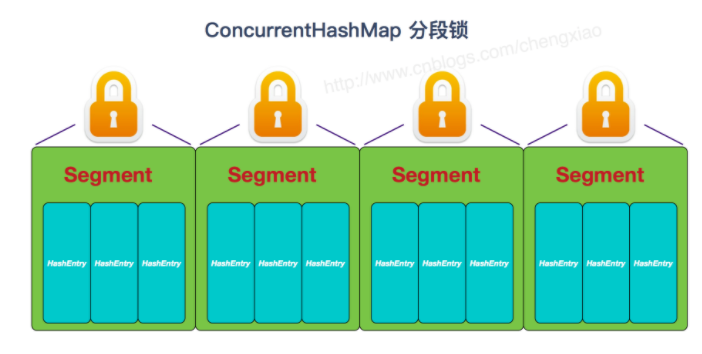 ConcurrentHashMap 分段锁
http://www.cnblogs.com/chengxiao
Segment Segment Segment Segment
HashEntry HashEntry HashEntry HashEntry HashEntry HashEntry HashEntry HashEntry HashEntry HashEntry HashEntry HashEntry